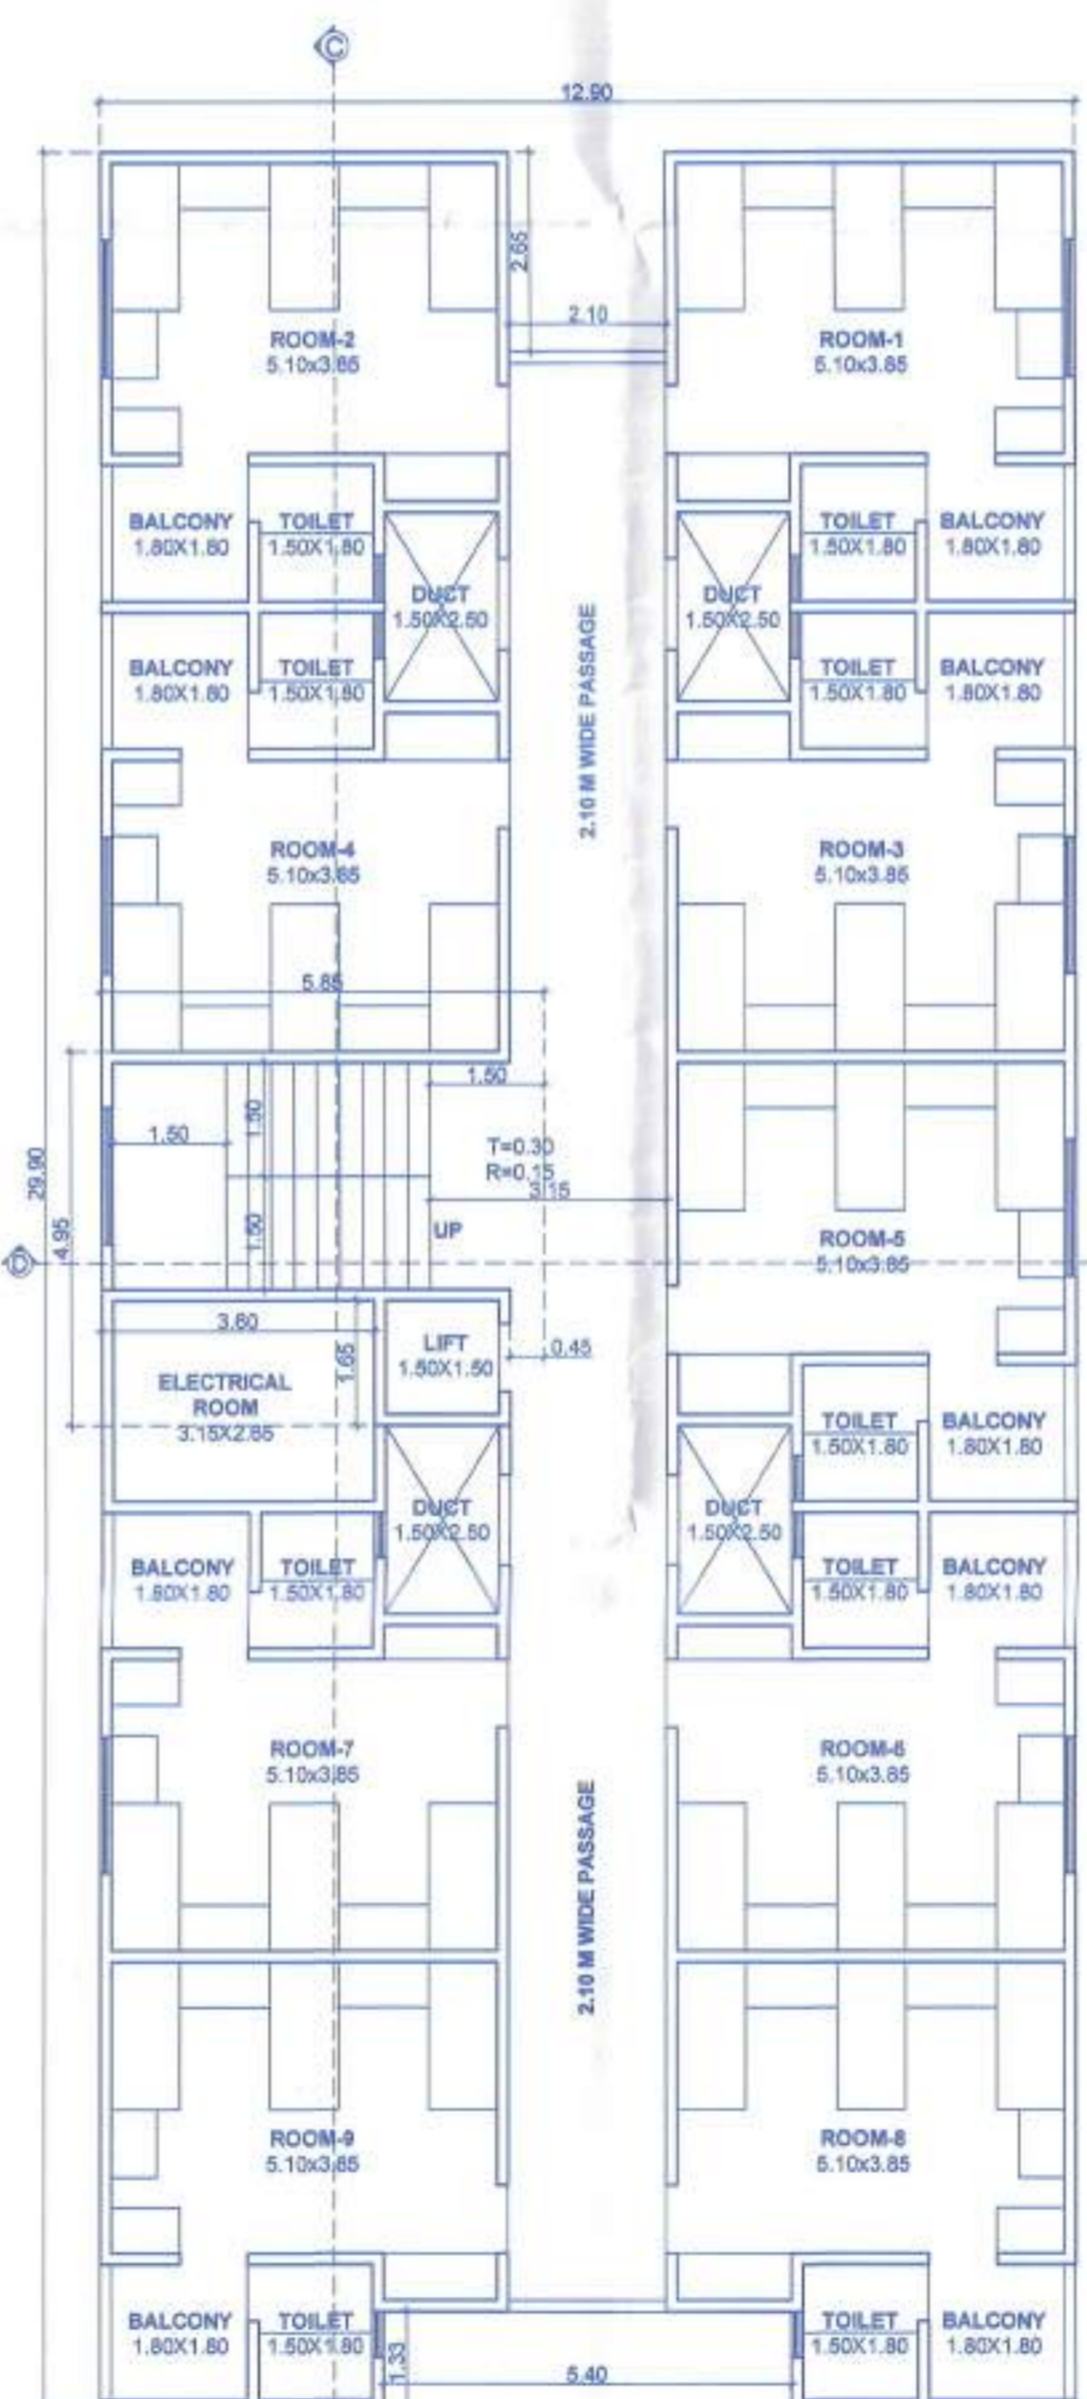 C
12.90
2.65
2.10
ROOM-2
5.10x3.85
ROOM-1
5.10x3.85
BALCONY
1.80X1.80
TOILET
1.50X1.80
DUCT
1.50X2.50
TOILET
1.50X1.80
BALCONY
1.80X1.80
DUCT
1.50X2.50
BALCONY
1.80X1.80
TOILET
1.50X1.80
TOILET
1.50X1.80
BALCONY
1.80X1.80
2.10 M WIDE PASSAGE
ROOM-4
5.10x3.85
ROOM-3
5.10x3.85
5.85
1.50
1.50
1.50
T=0.30
R=0.15
3.15
1.50
UP
29.90
4.95
D
ROOM-5
5.10x3.85
3.60
1.65
LIFT
1.50X1.50
0.45
ELECTRICAL
ROOM
3.15X2.65
TOILET
1.50X1.80
BALCONY
1.80X1.80
DUCT
1.50X2.50
DUCT
1.50X2.50
BALCONY
1.80X1.80
TOILET
1.50X1.80
TOILET
1.50X1.80
BALCONY
1.80X1.80
ROOM-7
5.10x3.85
ROOM-6
5.10x3.85
2.10 M WIDE PASSAGE
ROOM-9
5.10x3.85
ROOM-8
5.10x3.85
BALCONY
1.80X1.80
TOILET
1.50X1.80
1.33
5.40
TOILET
1.50X1.80
BALCONY
1.80X1.80